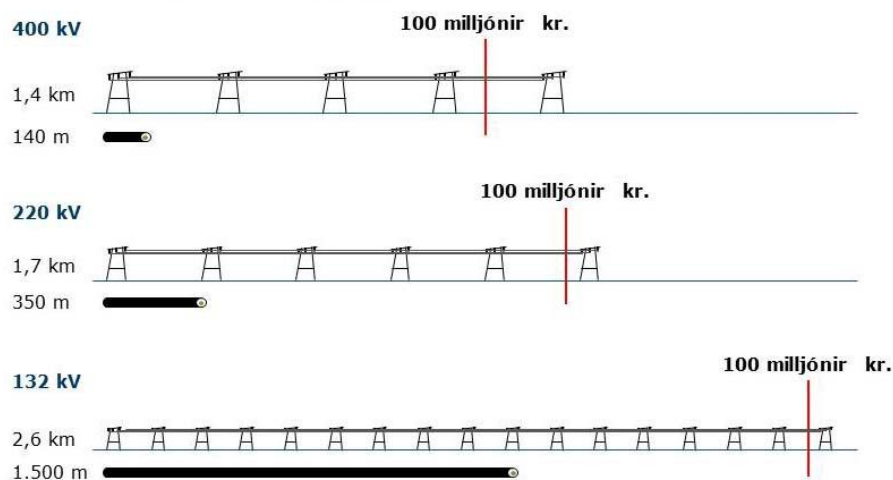 400 kV
100 milljónir kr.
1,4 km
140 m
100 milljónir kr.
220 kV
1,7 km
350 m
100 milljónir kr.
132 kV
2,6 km
1.500 m